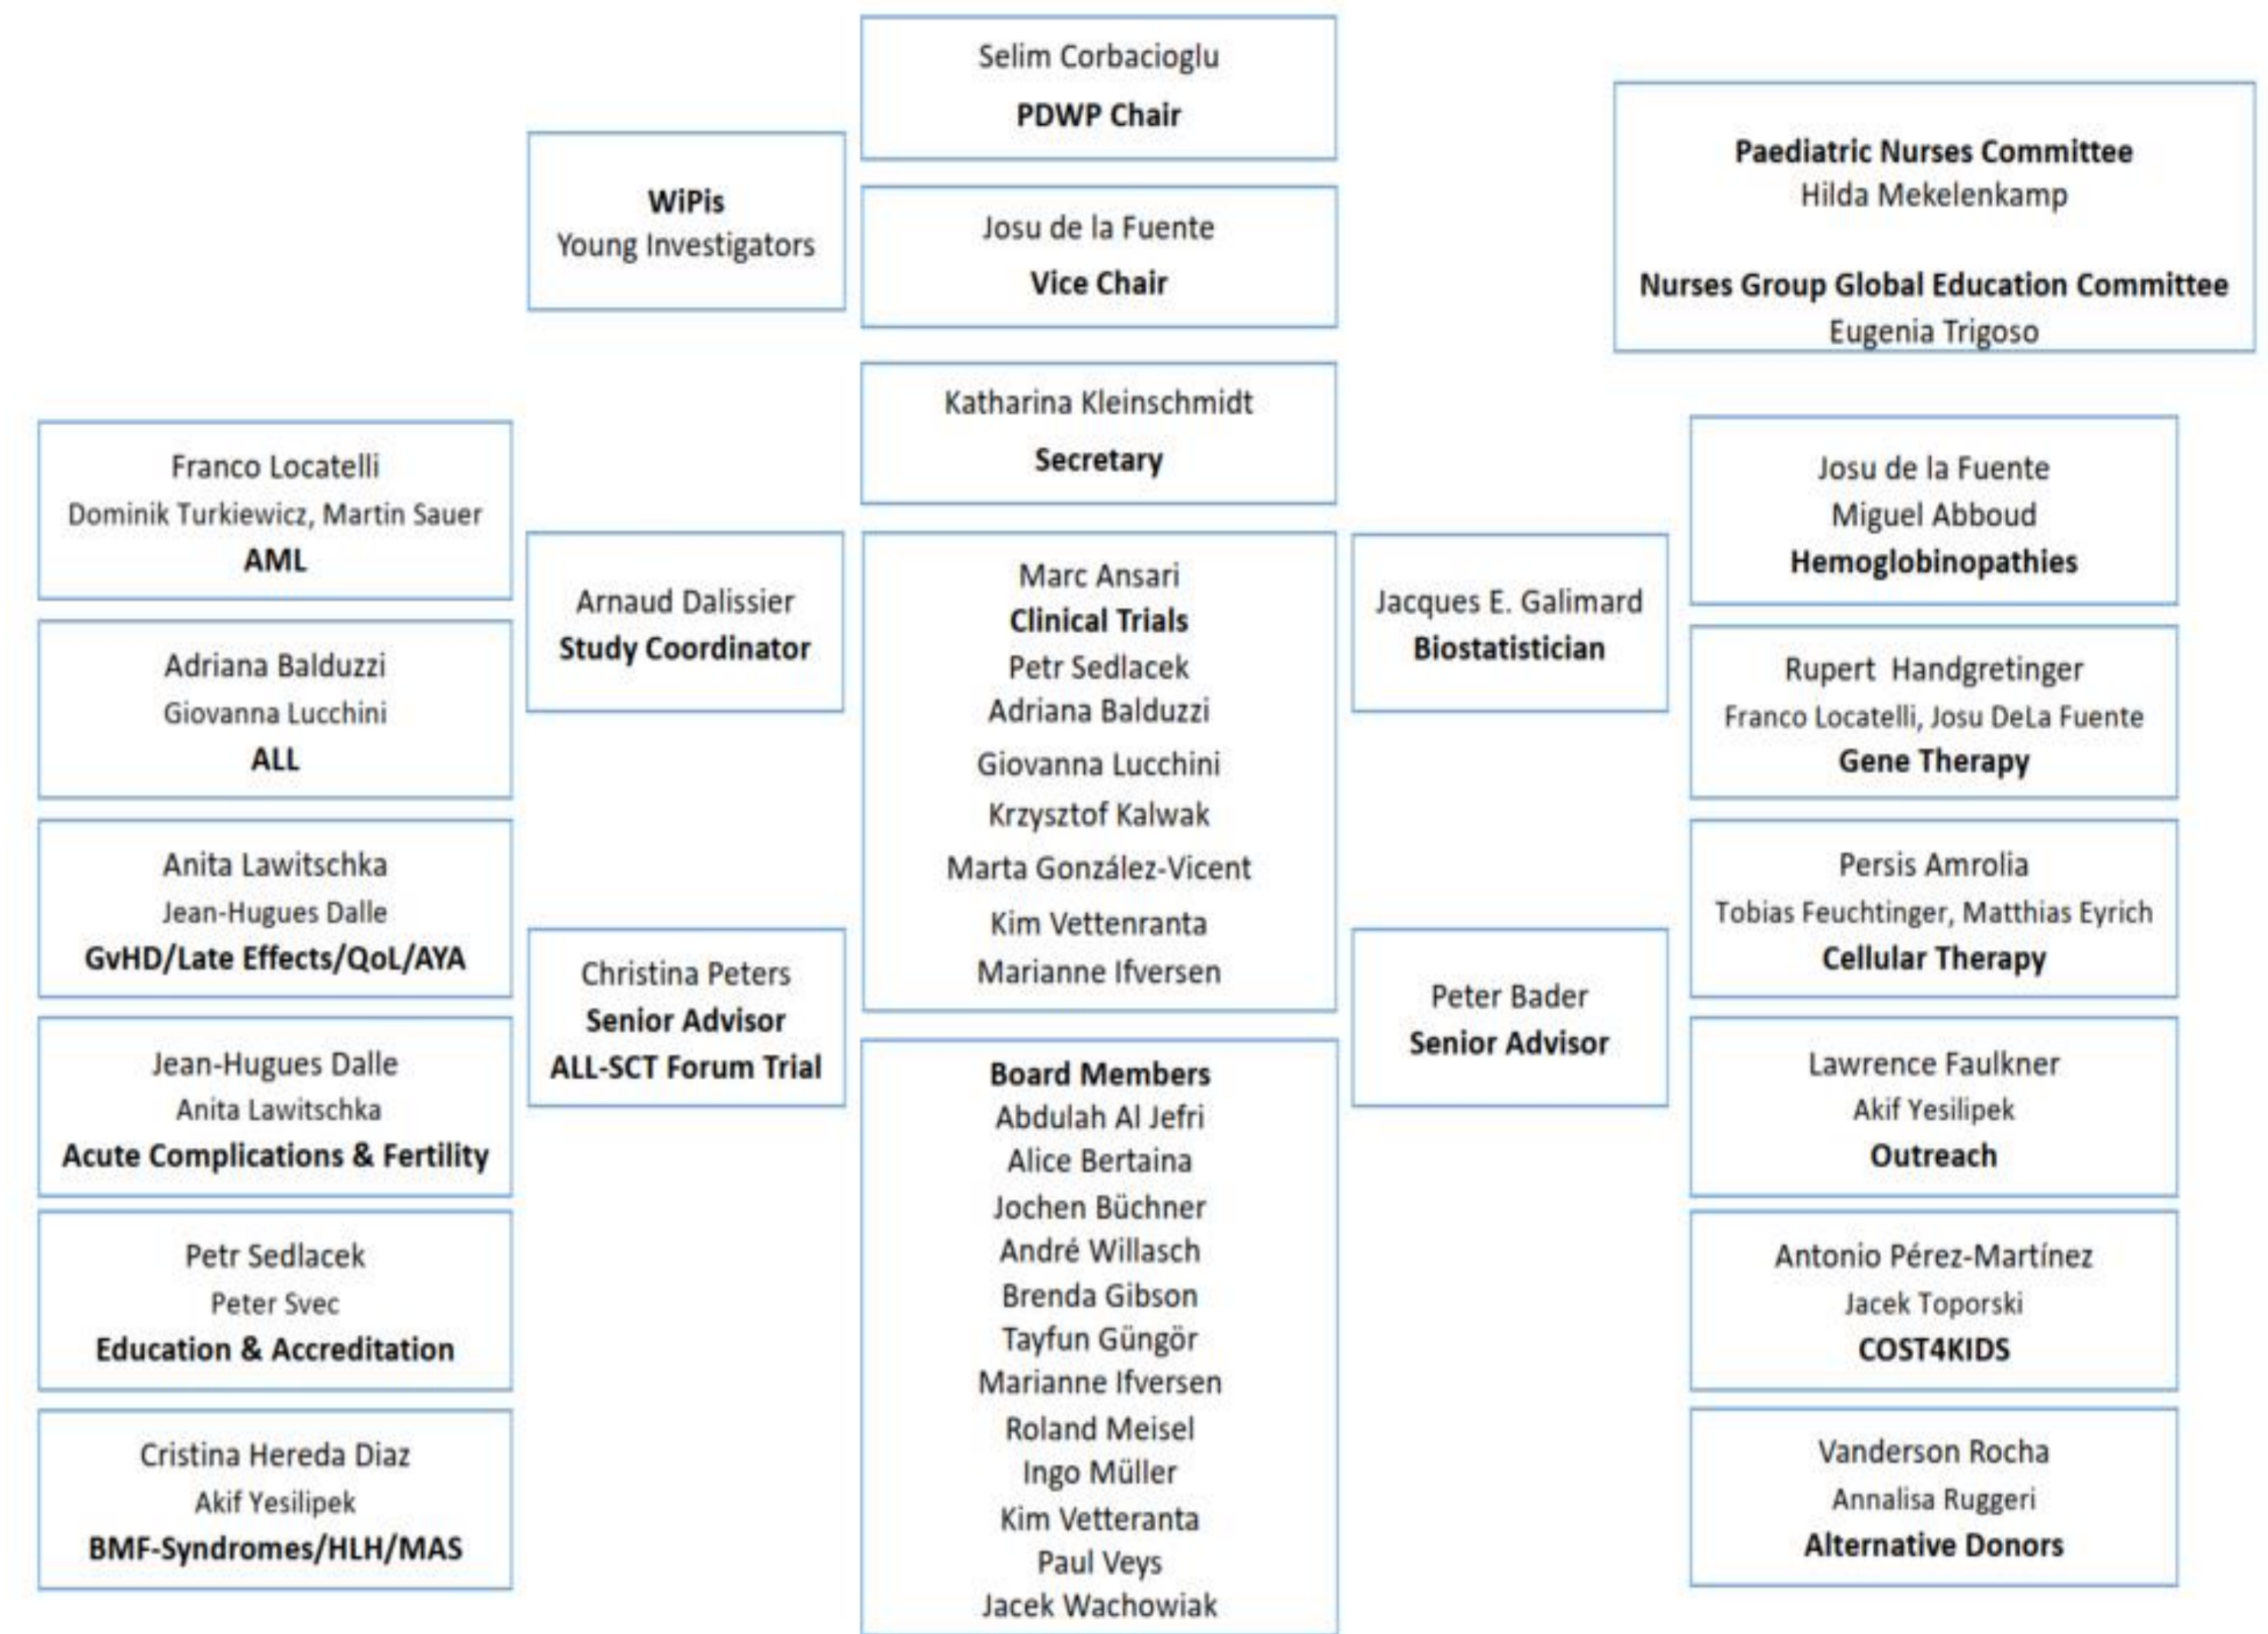 Selim Corbacioglu
PDWP Chair
WiPis
Young Investigators
Josu de la Fuente
Vice Chair
Paediatric Nurses Committee
Hilda Mekelenkamp
Nurses Group Global Education Committee
Eugenia Trigoso
Katharina Kleinschmidt
Secretary
Franco Locatelli
Dominik Turkiewicz, Martin Sauer
AML
Adriana Balduzzi
Giovanna Lucchini
ALL
Anita Lawitschka
Jean-Hugues Dalle
GvHD/Late Effects/QoL/AYA
Jean-Hugues Dalle
Anita Lawitschka
Acute Complications & Fertility
Petr Sedlacek
Peter Svec
Education & Accreditation
Cristina Hereda Diaz
Akif Yesilipek
BMF-Syndromes/HLH/MAS
Arnaud Dalissier
Study Coordinator
Christina Peters
Senior Advisor
ALL-SCT Forum Trial
Marc Ansari
Clinical Trials
Petr Sedlacek
Adriana Balduzzi
Giovanna Lucchini
Krzysztof Kalwak
Marta González-Vicent
Kim Vettenranta
Marianne Ifversen
Board Members
Abdulah Al Jefri
Alice Bertaina
Jochen Büchner
André Willasch
Brenda Gibson
Tayfun Güngör
Marianne Ifversen
Roland Meisel
Ingo Müller
Kim Vetteranta
Paul Veys
Jacek Wachowiak
Jacques E. Galimard
Biostatistician
Peter Bader
Senior Advisor
Josu de la Fuente
Miguel Abboud
Hemoglobinopathies
Rupert Handgretinger
Franco Locatelli, Josu DeLa Fuente
Gene Therapy
Persis Amrolia
Tobias Feuchtinger, Matthias Eyrich
Cellular Therapy
Lawrence Faulkner
Akif Yesilipek
Outreach
Antonio Pérez-Martínez
Jacek Toporski
COST4KIDS
Vanderson Rocha
Annalisa Ruggeri
Alternative Donors